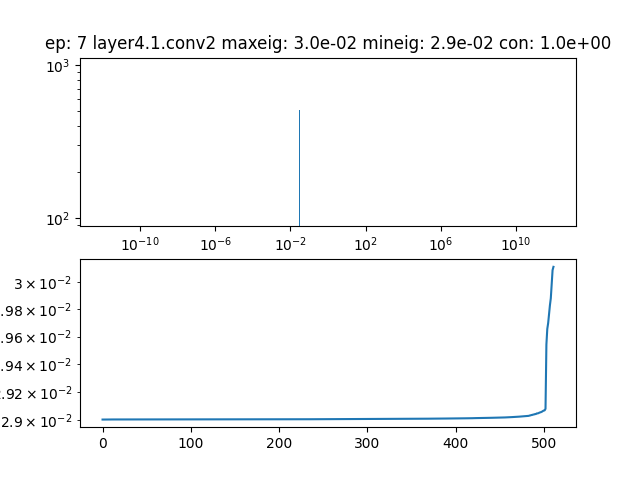 ep: 7 layer4.1.conv2 maxeig: 3.0e-02 mineig: 2.9e-02 con: 1.0e+00
10³
10²
10⁻¹⁰ 10⁻⁶ 10⁻² 10² 10⁶ 10¹⁰
3 × 10⁻²
.98 × 10⁻²
.96 × 10⁻²
.94 × 10⁻²
.92 × 10⁻²
2.9 × 10⁻²
0 100 200 300 400 500